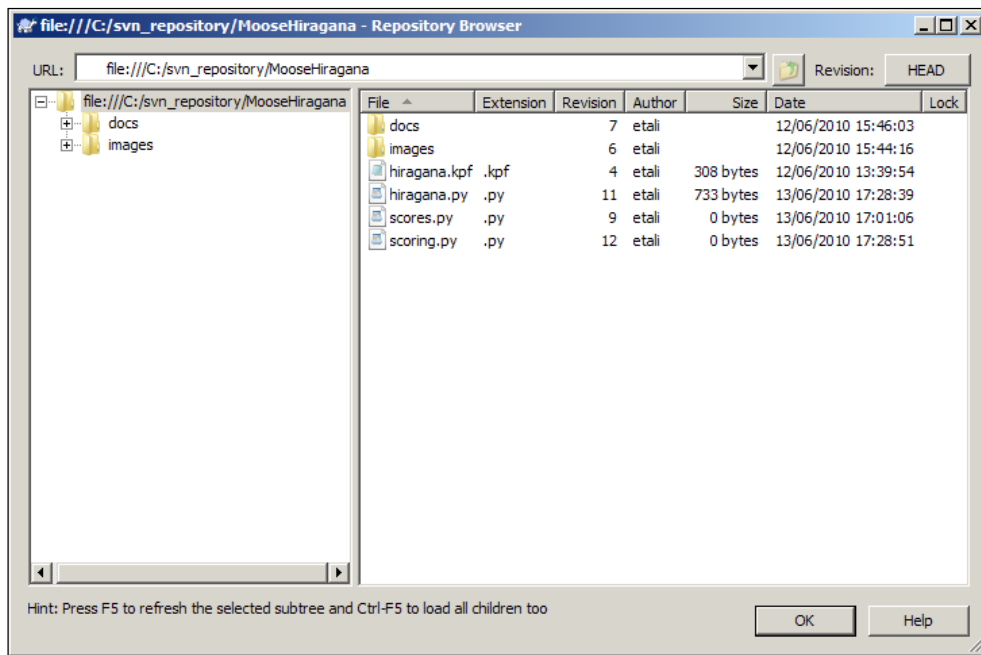 file:///C:/svn_repository/MooseHiragana - Repository Browser
URL: file:///C:/svn_repository/MooseHiragana Revision: HEAD
file:///C:/svn_repository/MooseHiragana
docs
images
File Extension Revision Author Size Date Lock
docs 7 etali 12/06/2010 15:46:03
images 6 etali 12/06/2010 15:44:16
hiragana.kpf .kpf 4 etali 308 bytes 12/06/2010 13:39:54
hiragana.py .py 11 etali 733 bytes 13/06/2010 17:28:39
scores.py .py 9 etali 0 bytes 13/06/2010 17:01:06
scoring.py .py 12 etali 0 bytes 13/06/2010 17:28:51
Hint: Press F5 to refresh the selected subtree and Ctrl-F5 to load all children too
OK Help